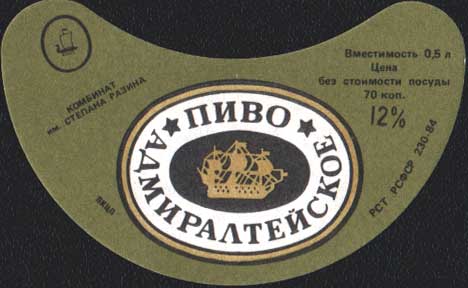 КОМБИНАТ
им. СТЕПАНА РАЗИНА
ПКЦП
ПИВО
АДМИРАЛТЕЙСКОЕ
Вместимость 0,5 л
Цена
без стоимости посуды
70 коп.
12%
РСТ РСФСР 230-84